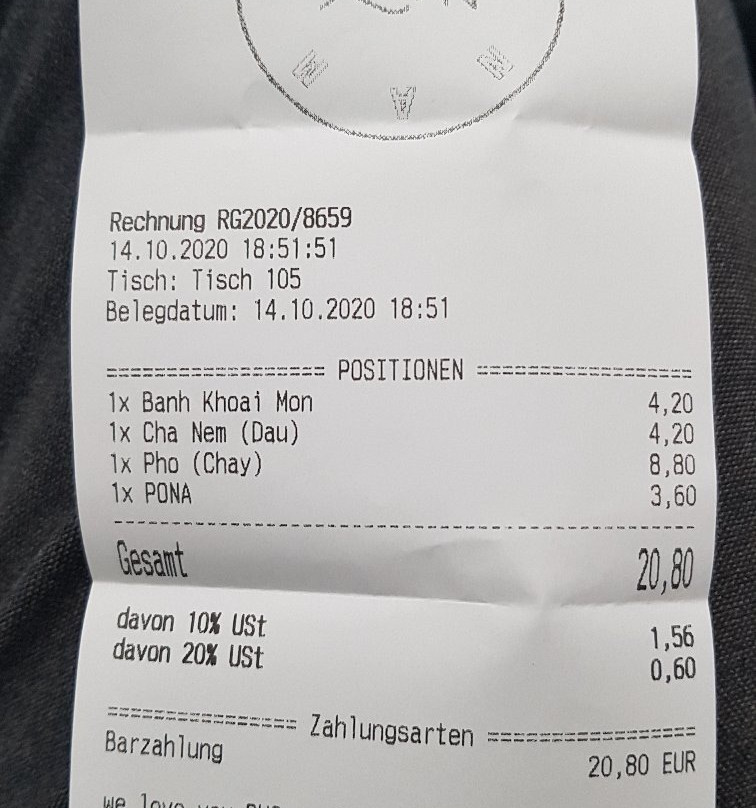 Rechnung RG2020/8659
14.10.2020 18:51:51
Tisch: Tisch 105
Belegdatum: 14.10.2020 18:51
================== POSITIONEN ==================
1x Banh Khoai Mon 4,20
1x Cha Nem (Dau) 4,20
1x Pho (Chay) 8,80
1x PONA 3,60
Gesamt 20,80
davon 10% USt 1,56
davon 20% USt 0,60
================ Zahlungsarten =================
Barzahlung 20,80 EUR
we love